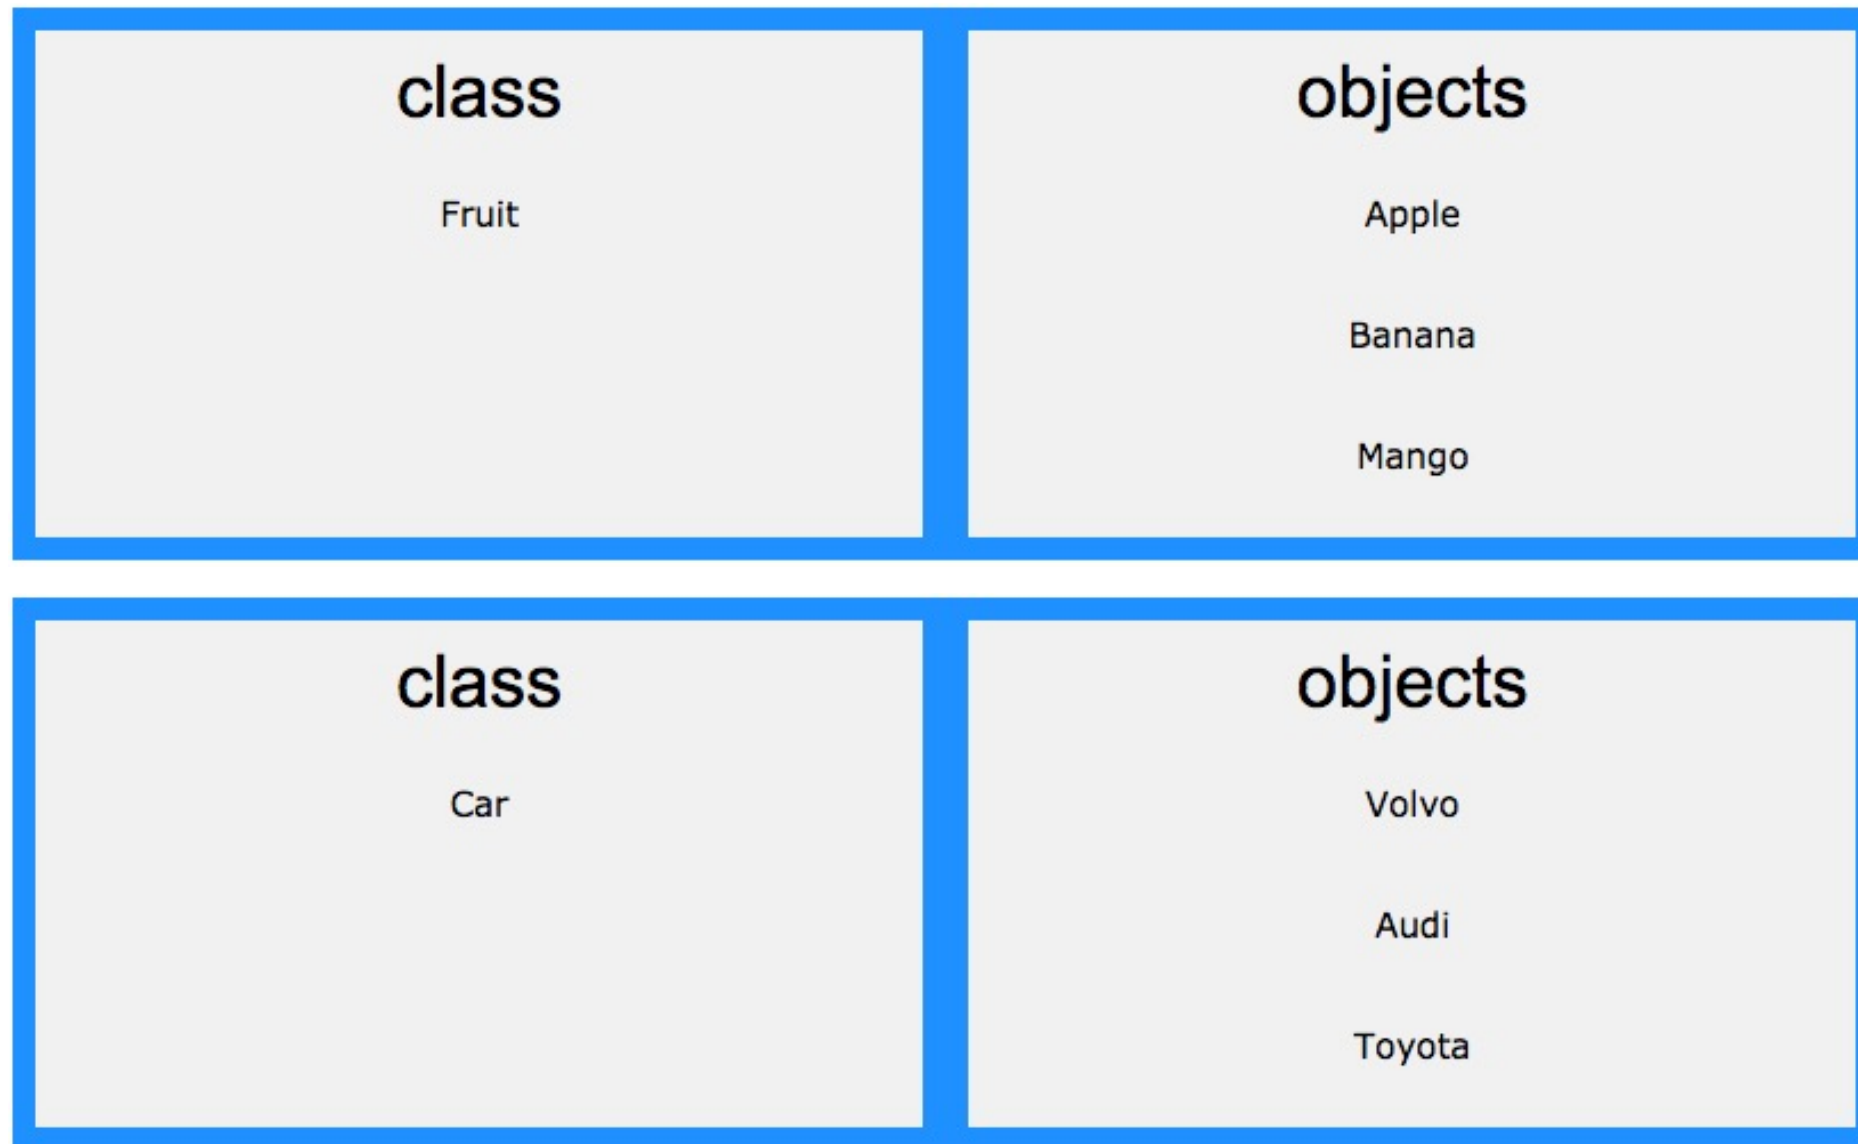 class
Fruit
objects
Apple
Banana
Mango
class
Car
objects
Volvo
Audi
Toyota